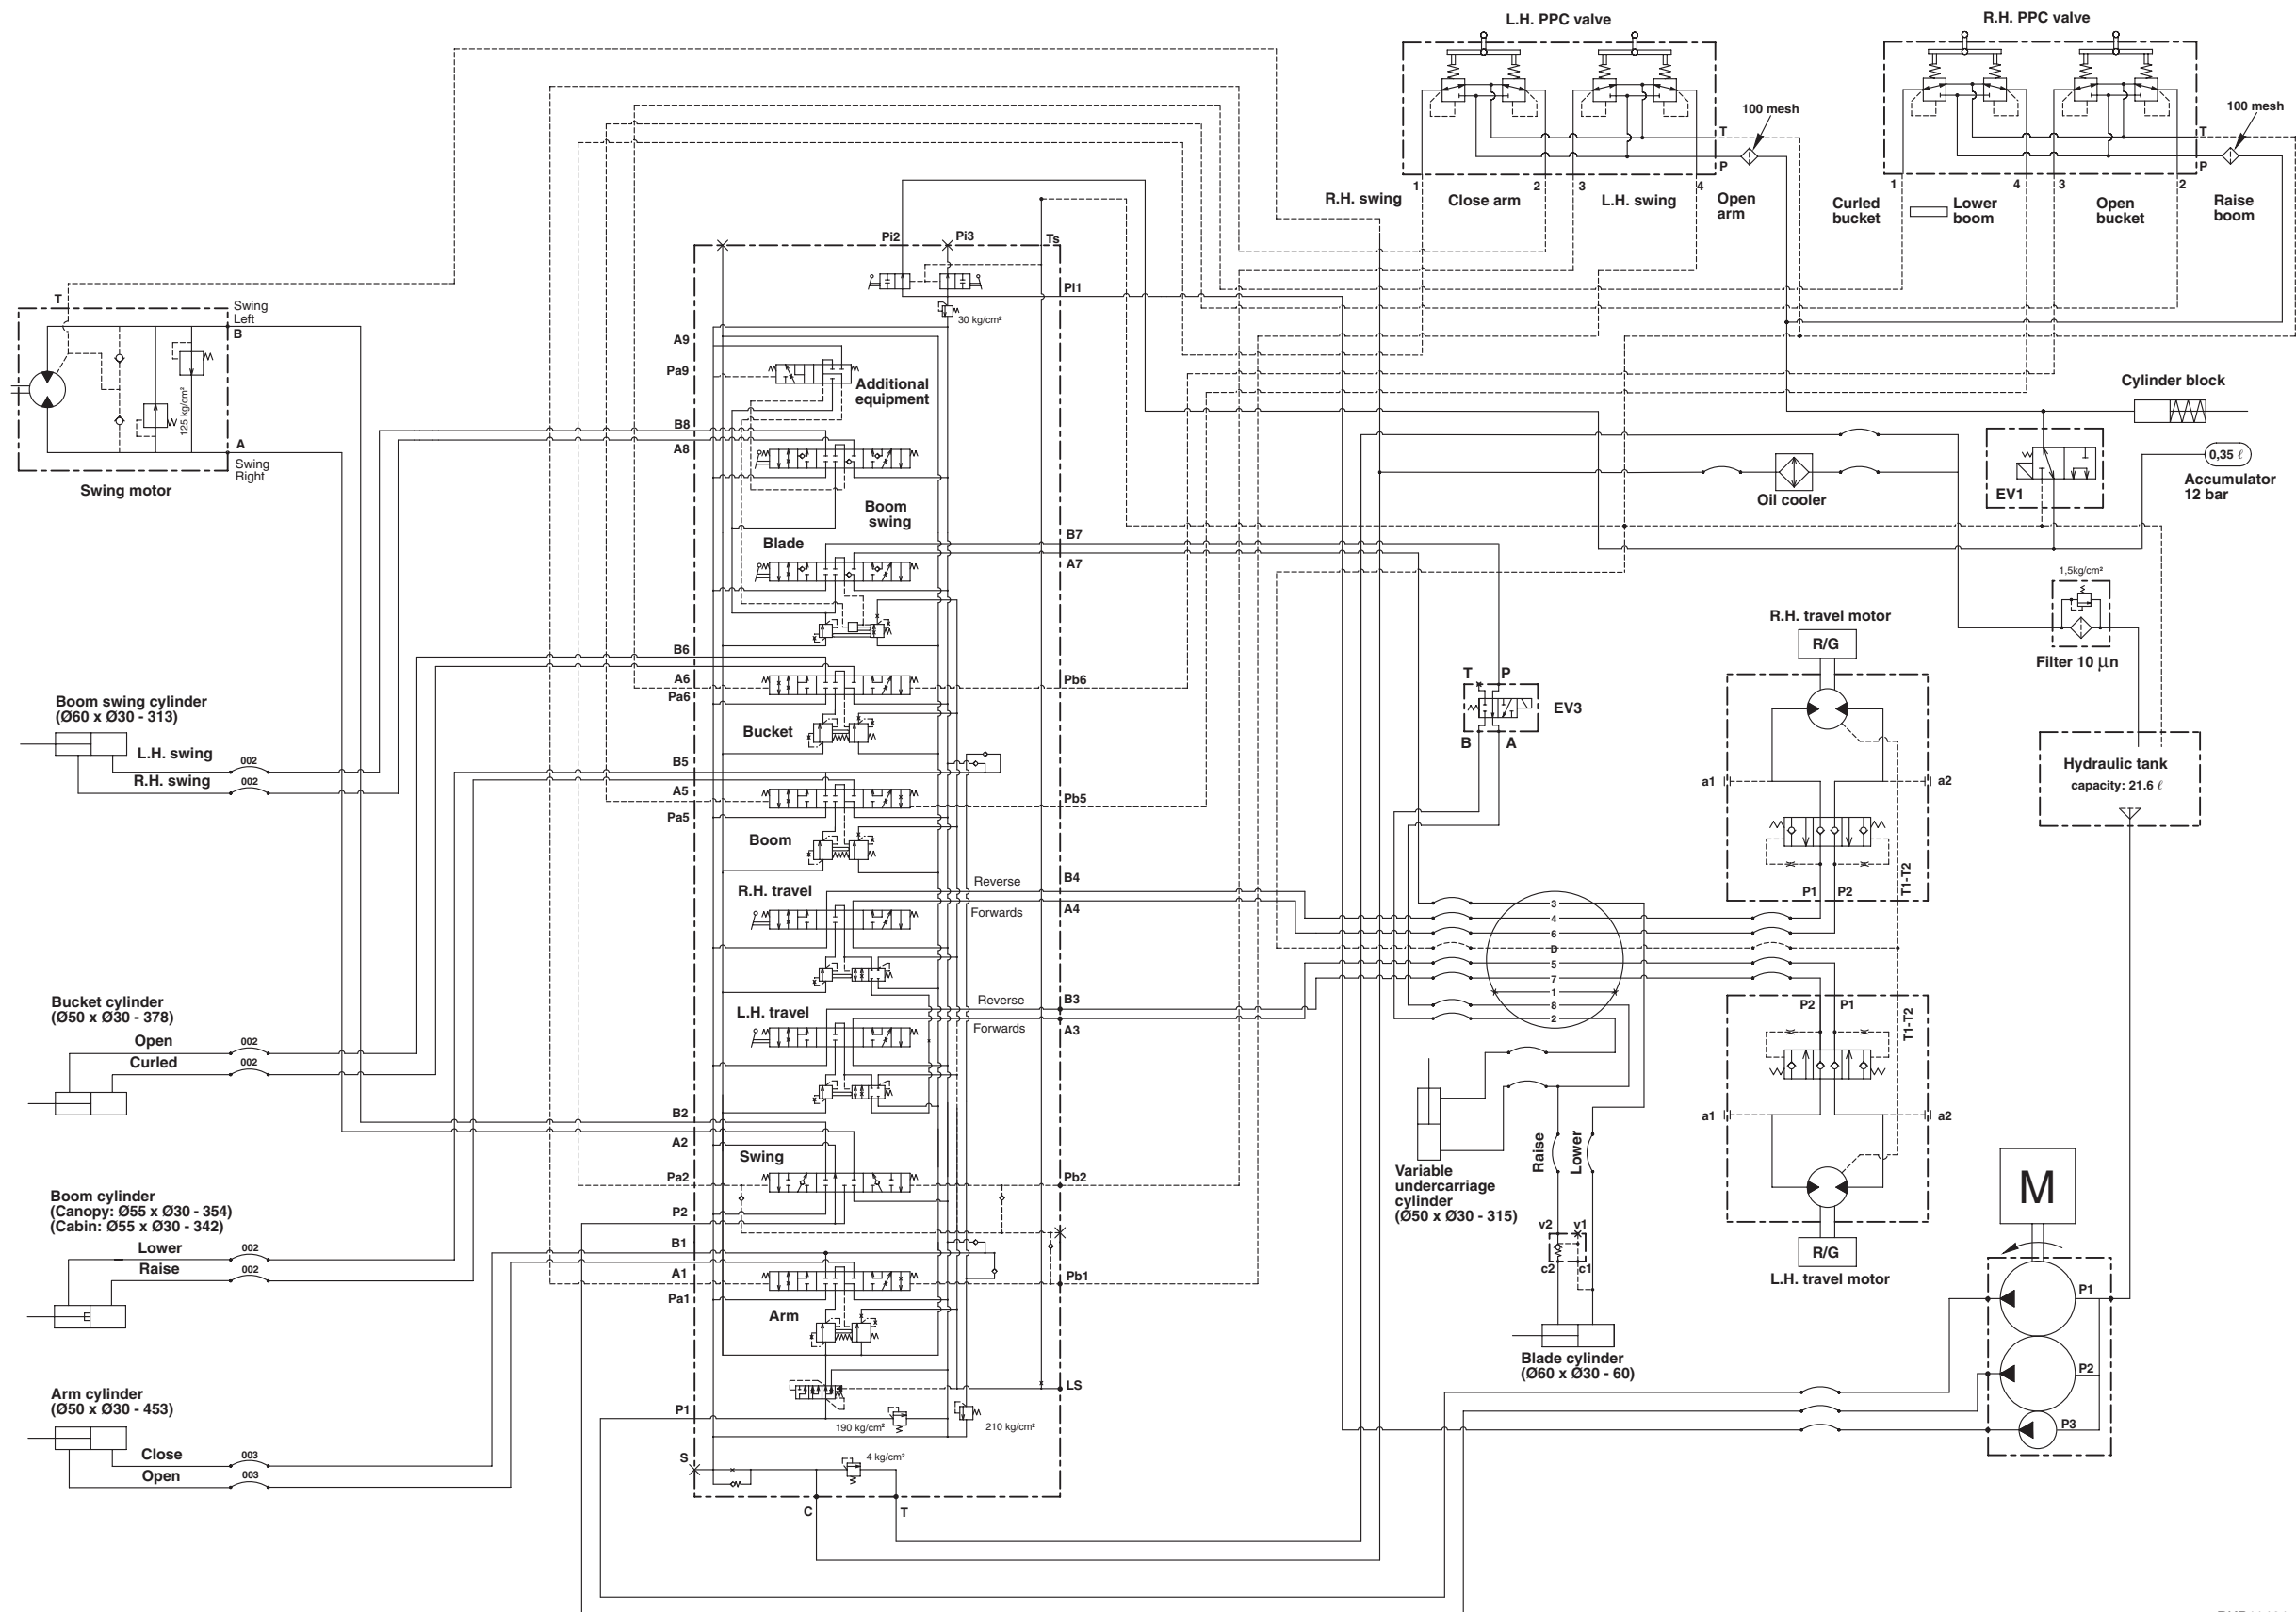 L.H. PPC valve
R.H. PPC valve
100 mesh
100 mesh
T
P
T
P
1
2
3
4
1
4
3
2
R.H. swing
Close arm
L.H. swing
Open
arm
Curled
bucket
Lower
boom
Open
bucket
Raise
boom
Pi2
Pi3
Ts
Pi1
30 kg/cm²
T
Swing
Left
B
125 kg/cm²
A
Swing
Right
Swing motor
A9
Pa9
Additional
equipment
B8
A8
Boom
swing
Blade
B7
A7
Cylinder block
0,35 ℓ
Accumulator
12 bar
EV1
Oil cooler
1,5kg/cm²
Filter 10 µn
Hydraulic tank
capacity: 21.6 ℓ
R.H. travel motor
R/G
a1
a2
P1
P2
T1-T2
T
P
EV3
B
A
B6
A6
Pa6
Pb6
Bucket
B5
A5
Pa5
Pb5
Boom
R.H. travel
Reverse
B4
Forwards
A4
L.H. travel
Reverse
B3
Forwards
A3
Boom swing cylinder
(Ø60 x Ø30 - 313)
L.H. swing
002
R.H. swing
002
Bucket cylinder
(Ø50 x Ø30 - 378)
Open
002
Curled
002
Boom cylinder
(Canopy: Ø55 x Ø30 - 354)
(Cabin: Ø55 x Ø30 - 342)
Lower
002
Raise
002
Arm cylinder
(Ø50 x Ø30 - 453)
Close
003
Open
003
B2
A2
Swing
Pa2
Pb2
P2
B1
A1
Pa1
Pb1
Arm
LS
P1
190 kg/cm²
210 kg/cm²
S
4 kg/cm²
C
T
3
4
6
D
5
7
1
8
2
Variable
undercarriage
cylinder
(Ø50 x Ø30 - 315)
Raise
Lower
v2
v1
c2
c1
Blade cylinder
(Ø60 x Ø30 - 60)
P2
P1
T1-T2
a1
a2
R/G
L.H. travel motor
M
P1
P2
P3